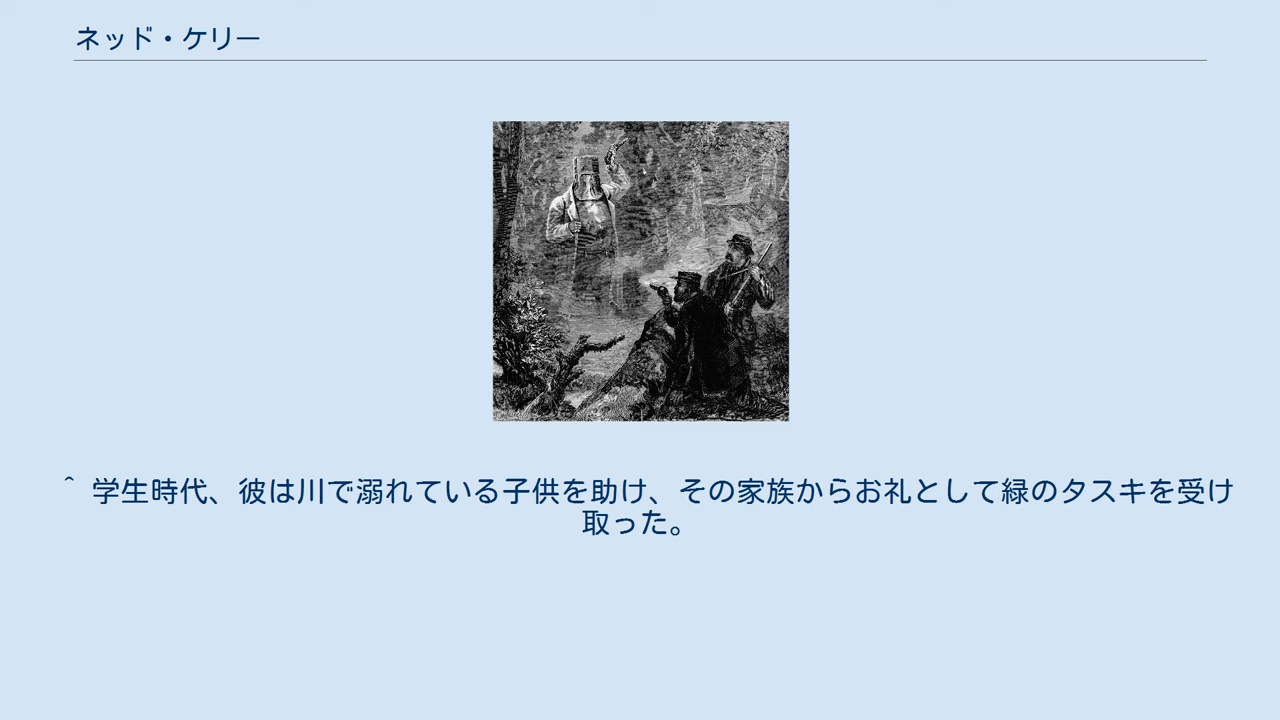 ネッド・ケリー
^ 学生時代、彼は川で溺れている子供を助け、その家族からお礼として緑のタスキを受け
取った。